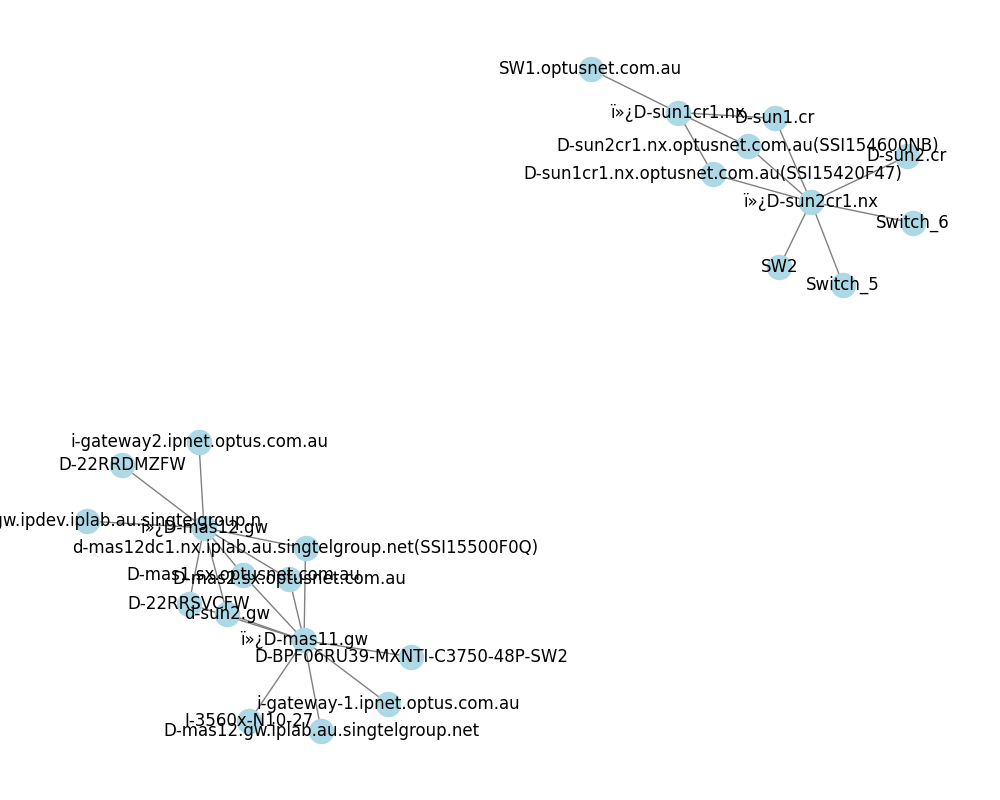 SW1.optusnet.com.au
ï»¿D-sun1cr1.nx
D-sun1.cr
D-sun2cr1.nx.optusnet.com.au(SSI154600NB)
D-sun2.cr
D-sun1cr1.nx.optusnet.com.au(SSI15420F47)
ï»¿D-sun2cr1.nx
Switch_6
SW2
Switch_5
i-gateway2.ipnet.optus.com.au
D-22RRDMZFW
gw.ipdev.iplab.au.singtelgroup.n
ï»¿D-mas12.gw
d-mas12dc1.nx.iplab.au.singtelgroup.net(SSI15500F0Q)
D-mas1.sx.optusnet.com.au
D-mas2.sx.optusnet.com.au
D-22RRSVCFW
d-sun2.gw
ï»¿D-mas11.gw
D-BPF06RU39-MXNTI-C3750-48P-SW2
i-gateway-1.ipnet.optus.com.au
I-3560x-N10-27
D-mas12.gw.iplab.au.singtelgroup.net